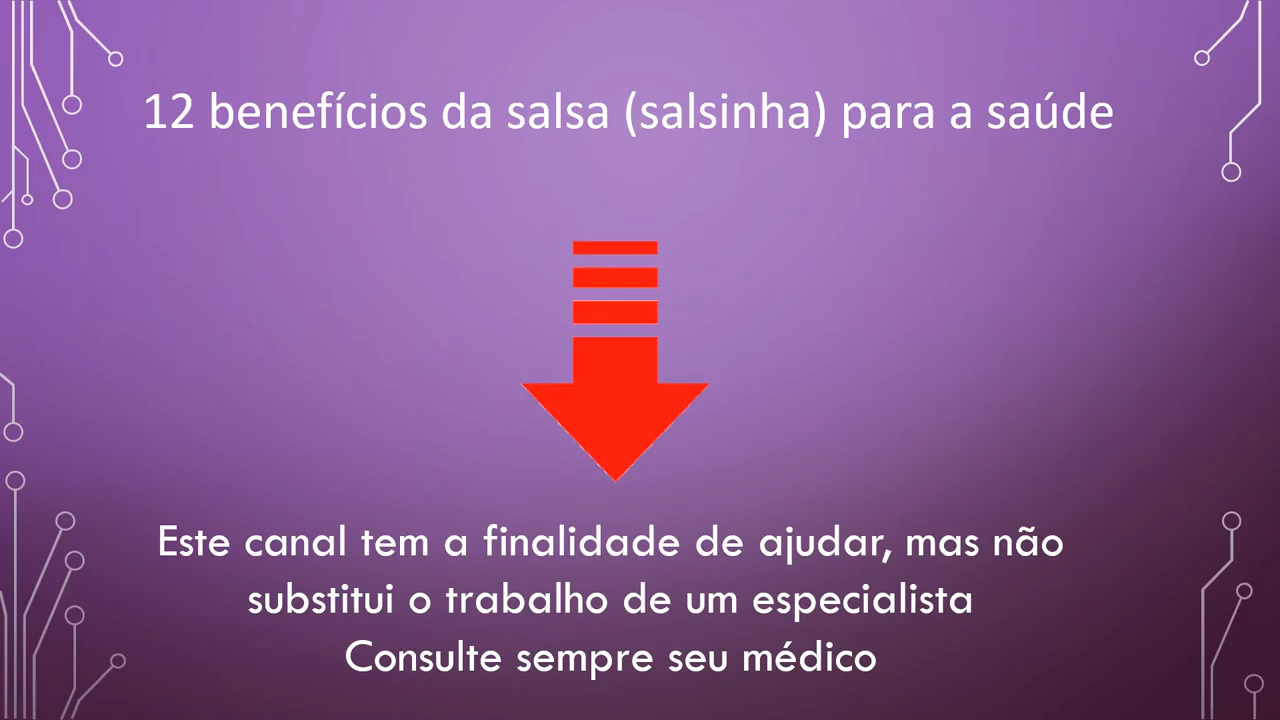 12 benefícios da salsa (salsinha) para a saúde
Este canal tem a finalidade de ajudar, mas não
substitui o trabalho de um especialista
Consulte sempre seu médico